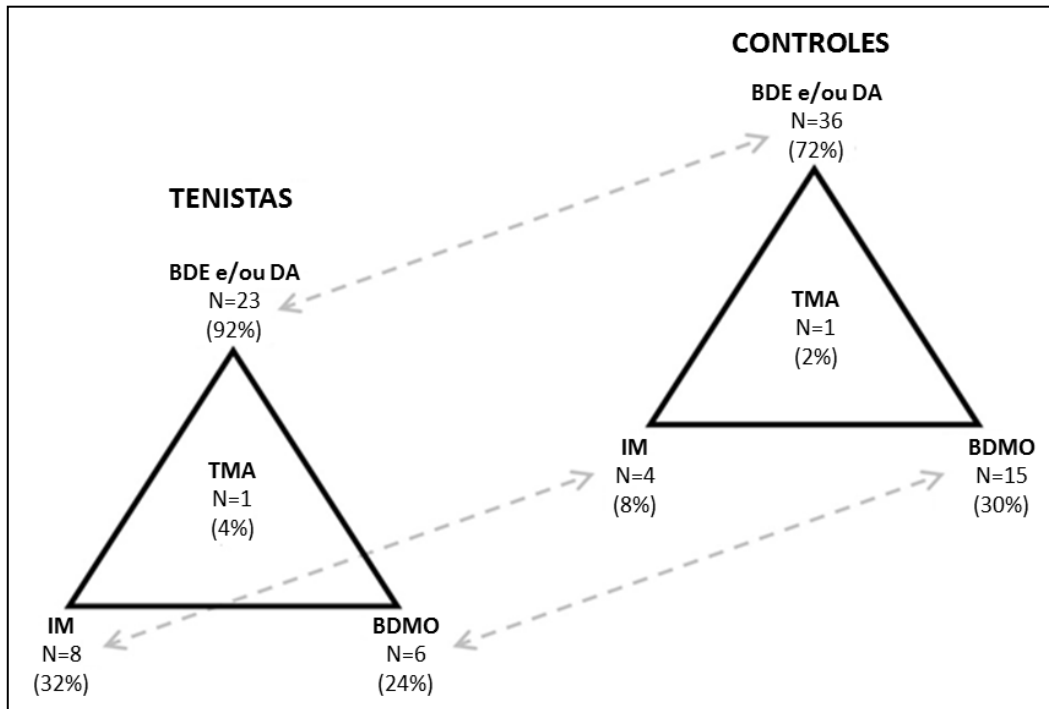 CONTROLES
BDE e/ou DA
N=36
(72%)
TMA
N=1
(2%)
IM
N=4
(8%)
BDMO
N=15
(30%)
TENISTAS
BDE e/ou DA
N=23
(92%)
TMA
N=1
(4%)
IM
N=8
(32%)
BDMO
N=6
(24%)